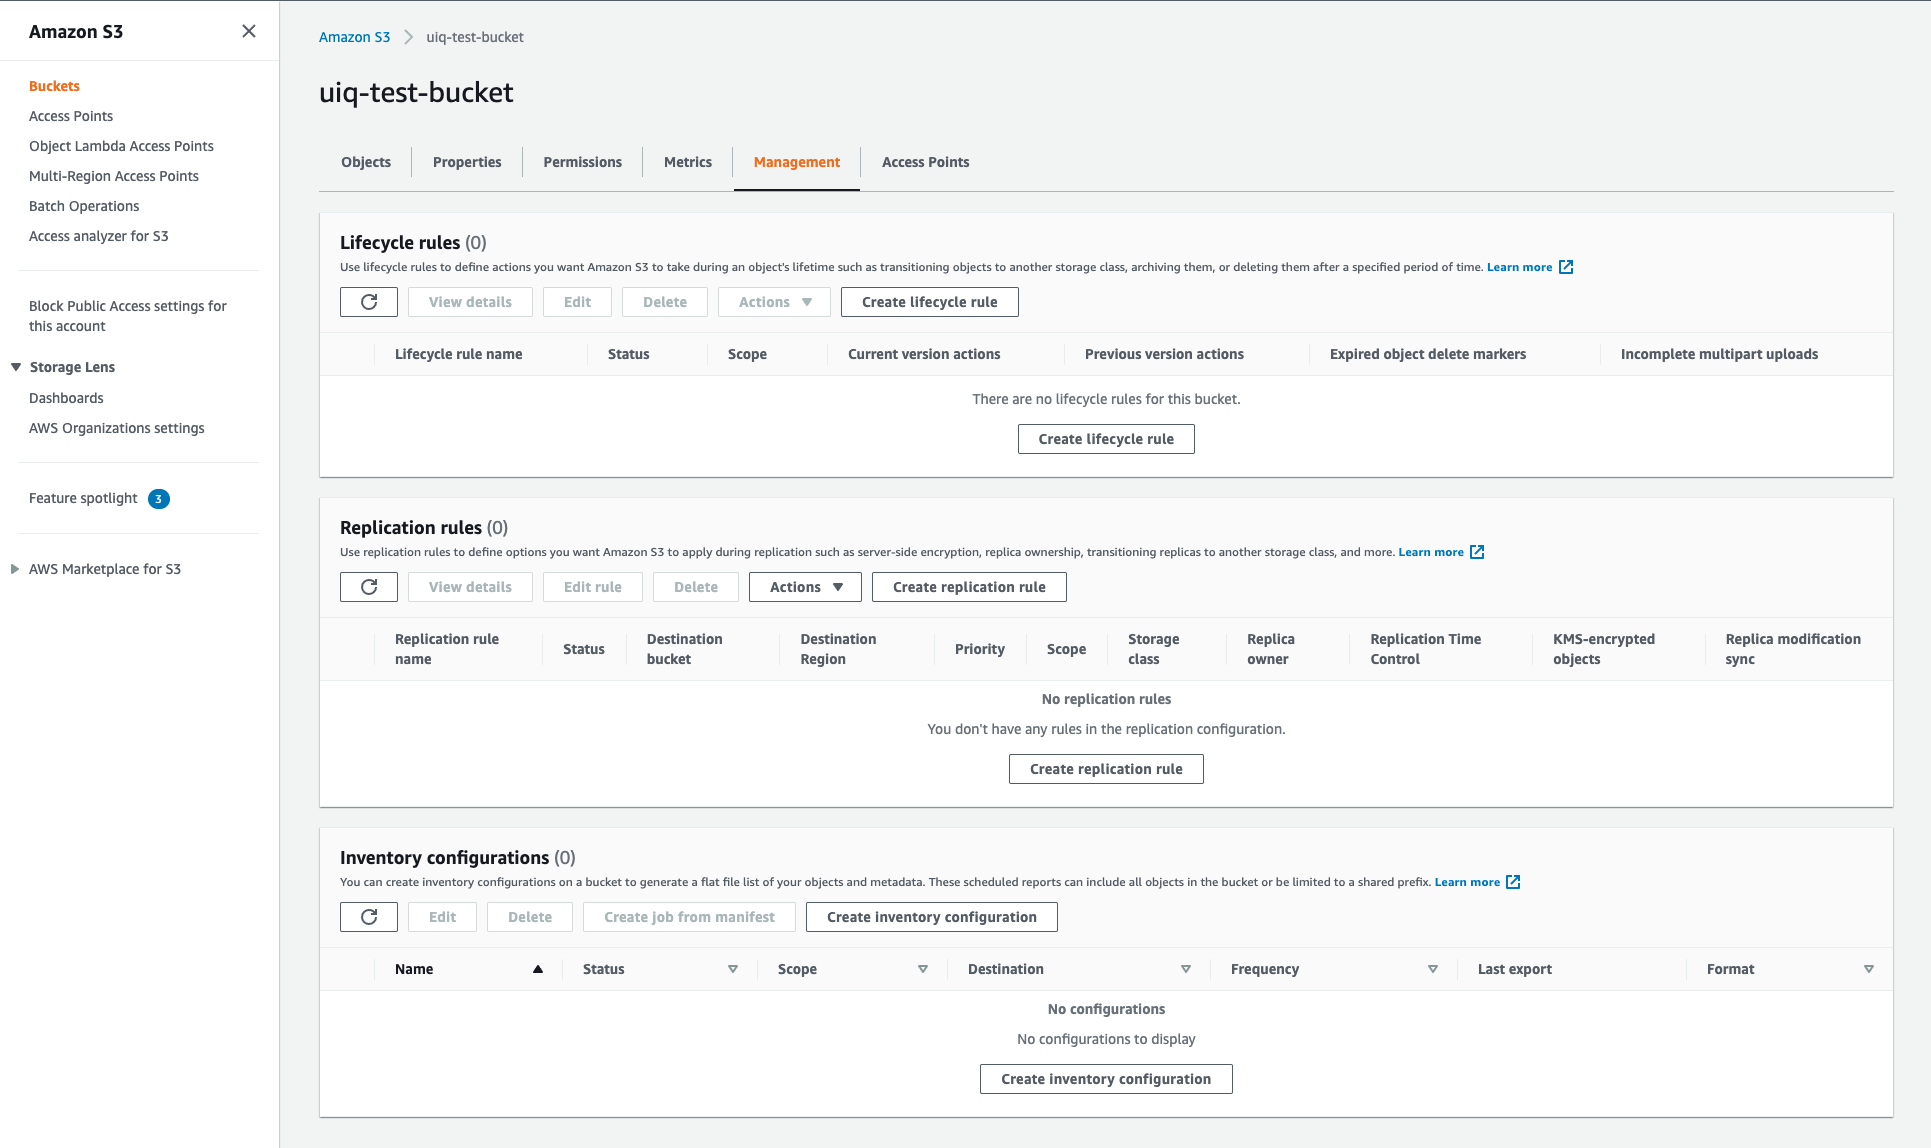 Amazon S3
Buckets
Access Points
Object Lambda Access Points
Multi-Region Access Points
Batch Operations
Access analyzer for S3
Block Public Access settings for
this account
Storage Lens
Dashboards
AWS Organizations settings
Feature spotlight 3
AWS Marketplace for S3
Amazon S3 uiq-test-bucket
uiq-test-bucket
Objects Properties Permissions Metrics Management Access Points
Lifecycle rules (0)
Use lifecycle rules to define actions you want Amazon S3 to take during an object's lifetime such as transitioning objects to another storage class, archiving them, or deleting them after a specified period of time. Learn more
View details Edit Delete Actions Create lifecycle rule
Lifecycle rule name Status Scope Current version actions Previous version actions Expired object delete markers Incomplete multipart uploads
There are no lifecycle rules for this bucket.
Create lifecycle rule
Replication rules (0)
Use replication rules to define options you want Amazon S3 to apply during replication such as server-side encryption, replica ownership, transitioning replicas to another storage class, and more. Learn more
View details Edit rule Delete Actions Create replication rule
Replication rule name Status Destination bucket Destination Region Priority Scope Storage class Replica owner Replication Time Control KMS-encrypted objects Replica modification sync
No replication rules
You don't have any rules in the replication configuration.
Create replication rule
Inventory configurations (0)
You can create inventory configurations on a bucket to generate a flat file list of your objects and metadata. These scheduled reports can include all objects in the bucket or be limited to a shared prefix. Learn more
Edit Delete Create job from manifest Create inventory configuration
Name Status Scope Destination Frequency Last export Format
No configurations
No configurations to display
Create inventory configuration